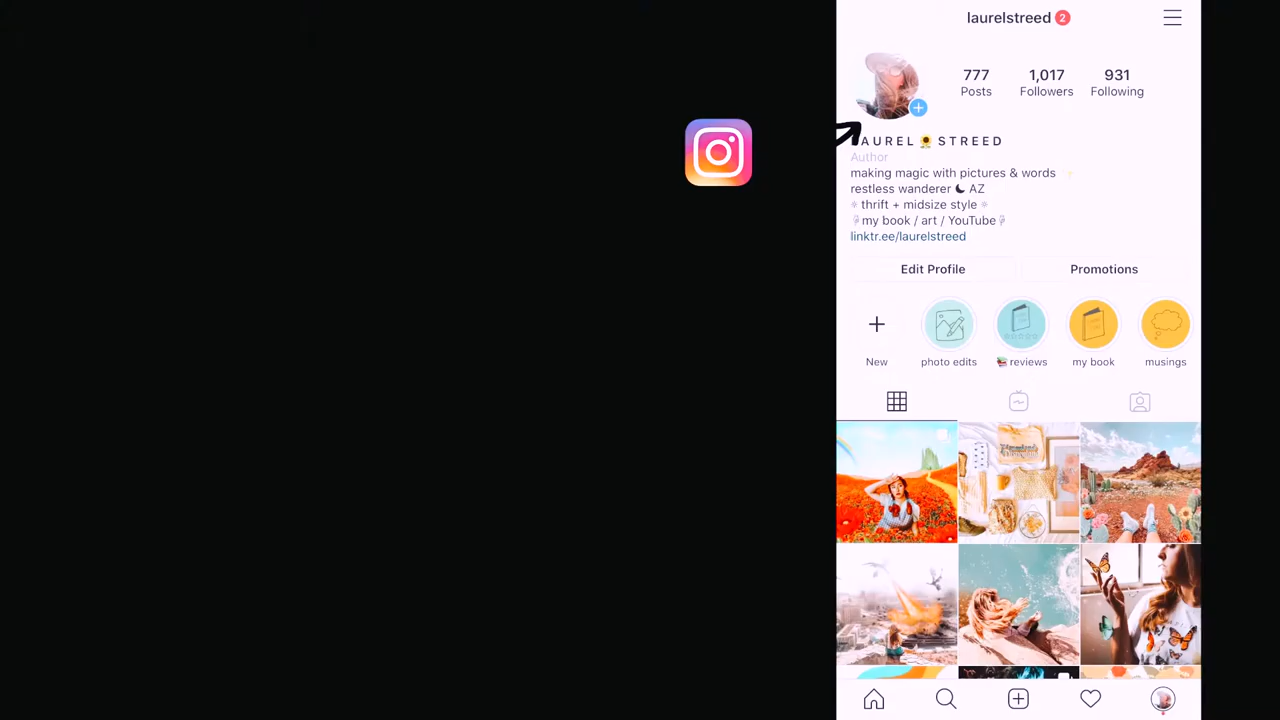 laurelstreed 2
777 1,017 931
Posts Followers Following
LAUREL🌻STREED
Author
making magic with pictures & words
restless wanderer ☾ AZ
☼ thrift + midsize style ☼
my book / art / YouTube
linktr.ee/laurelstreed
Edit Profile Promotions
New photo edits 📚 reviews my book musings